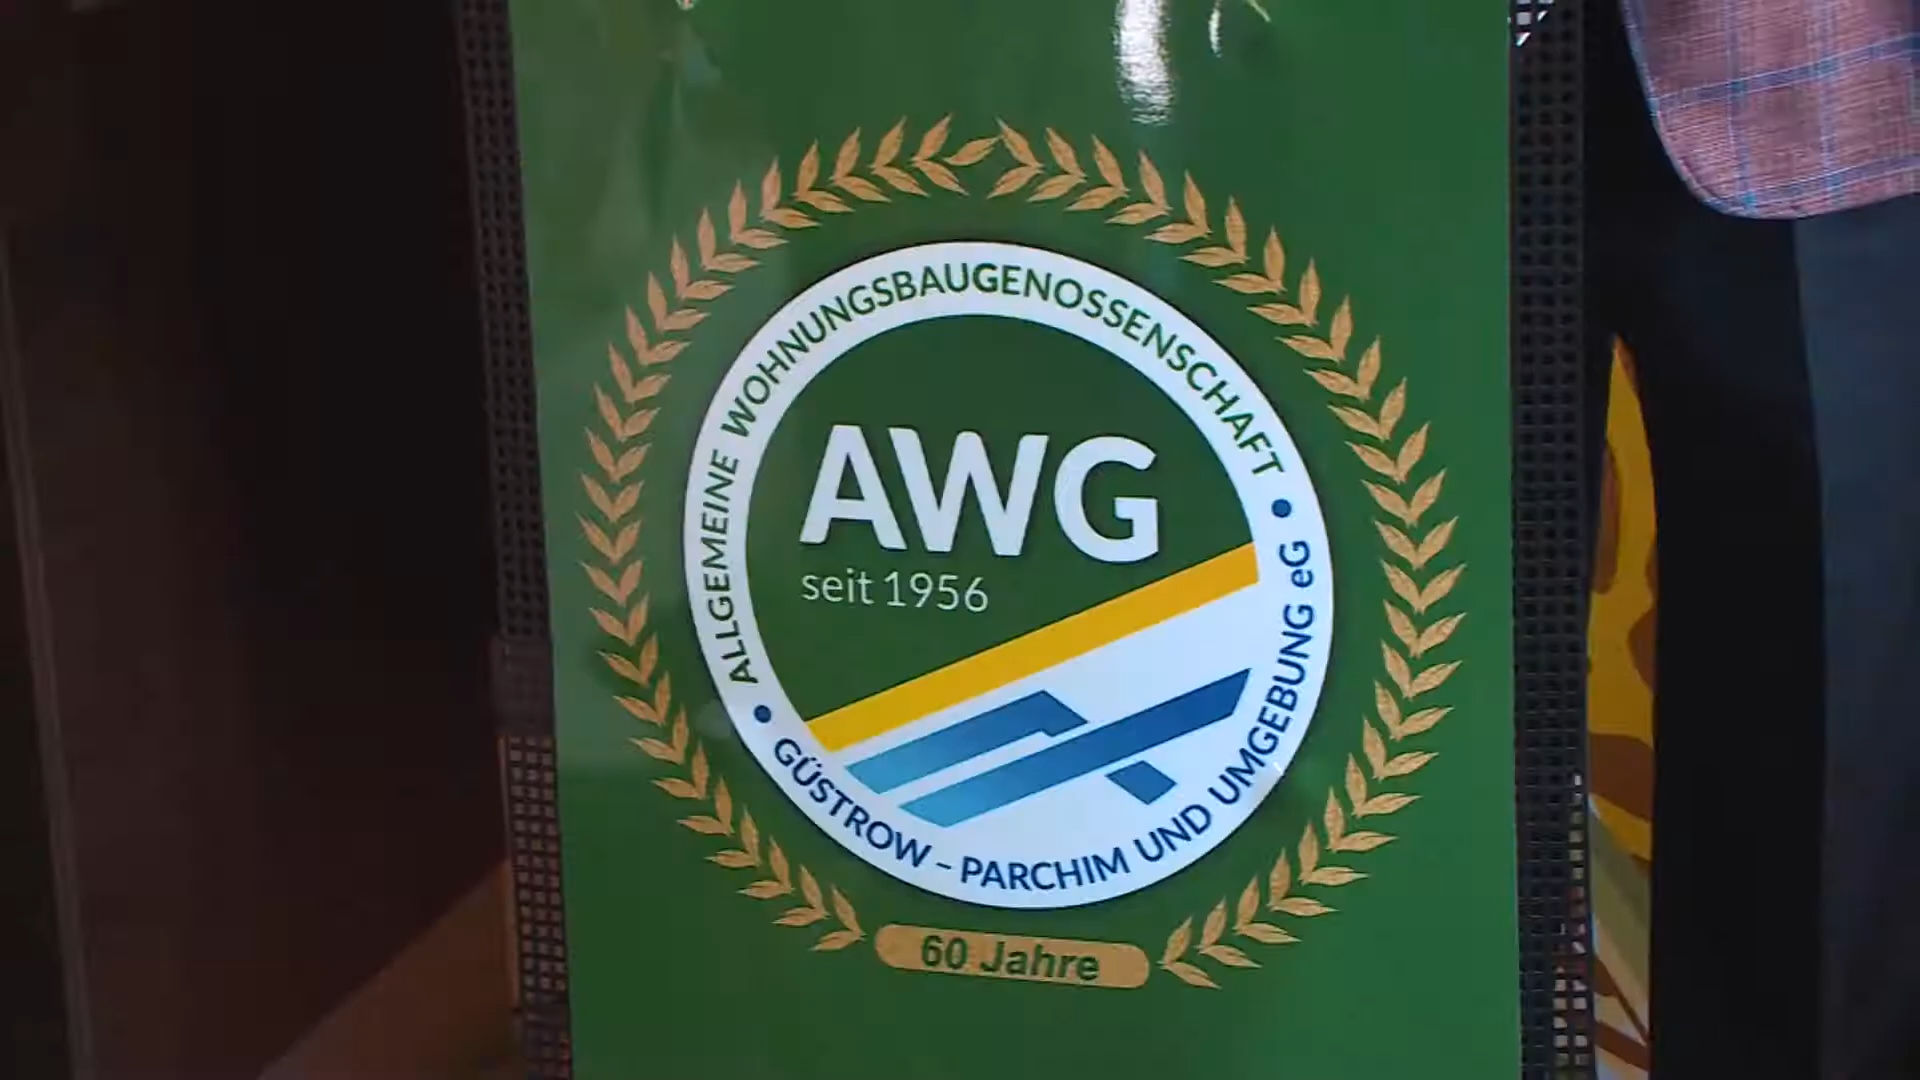 ALLGEMEINE WOHNUNGSBAUGENOSSENSCHAFT
AWG
seit 1956
GÜSTROW – PARCHIM UND UMGEBUNG eG
60 Jahre